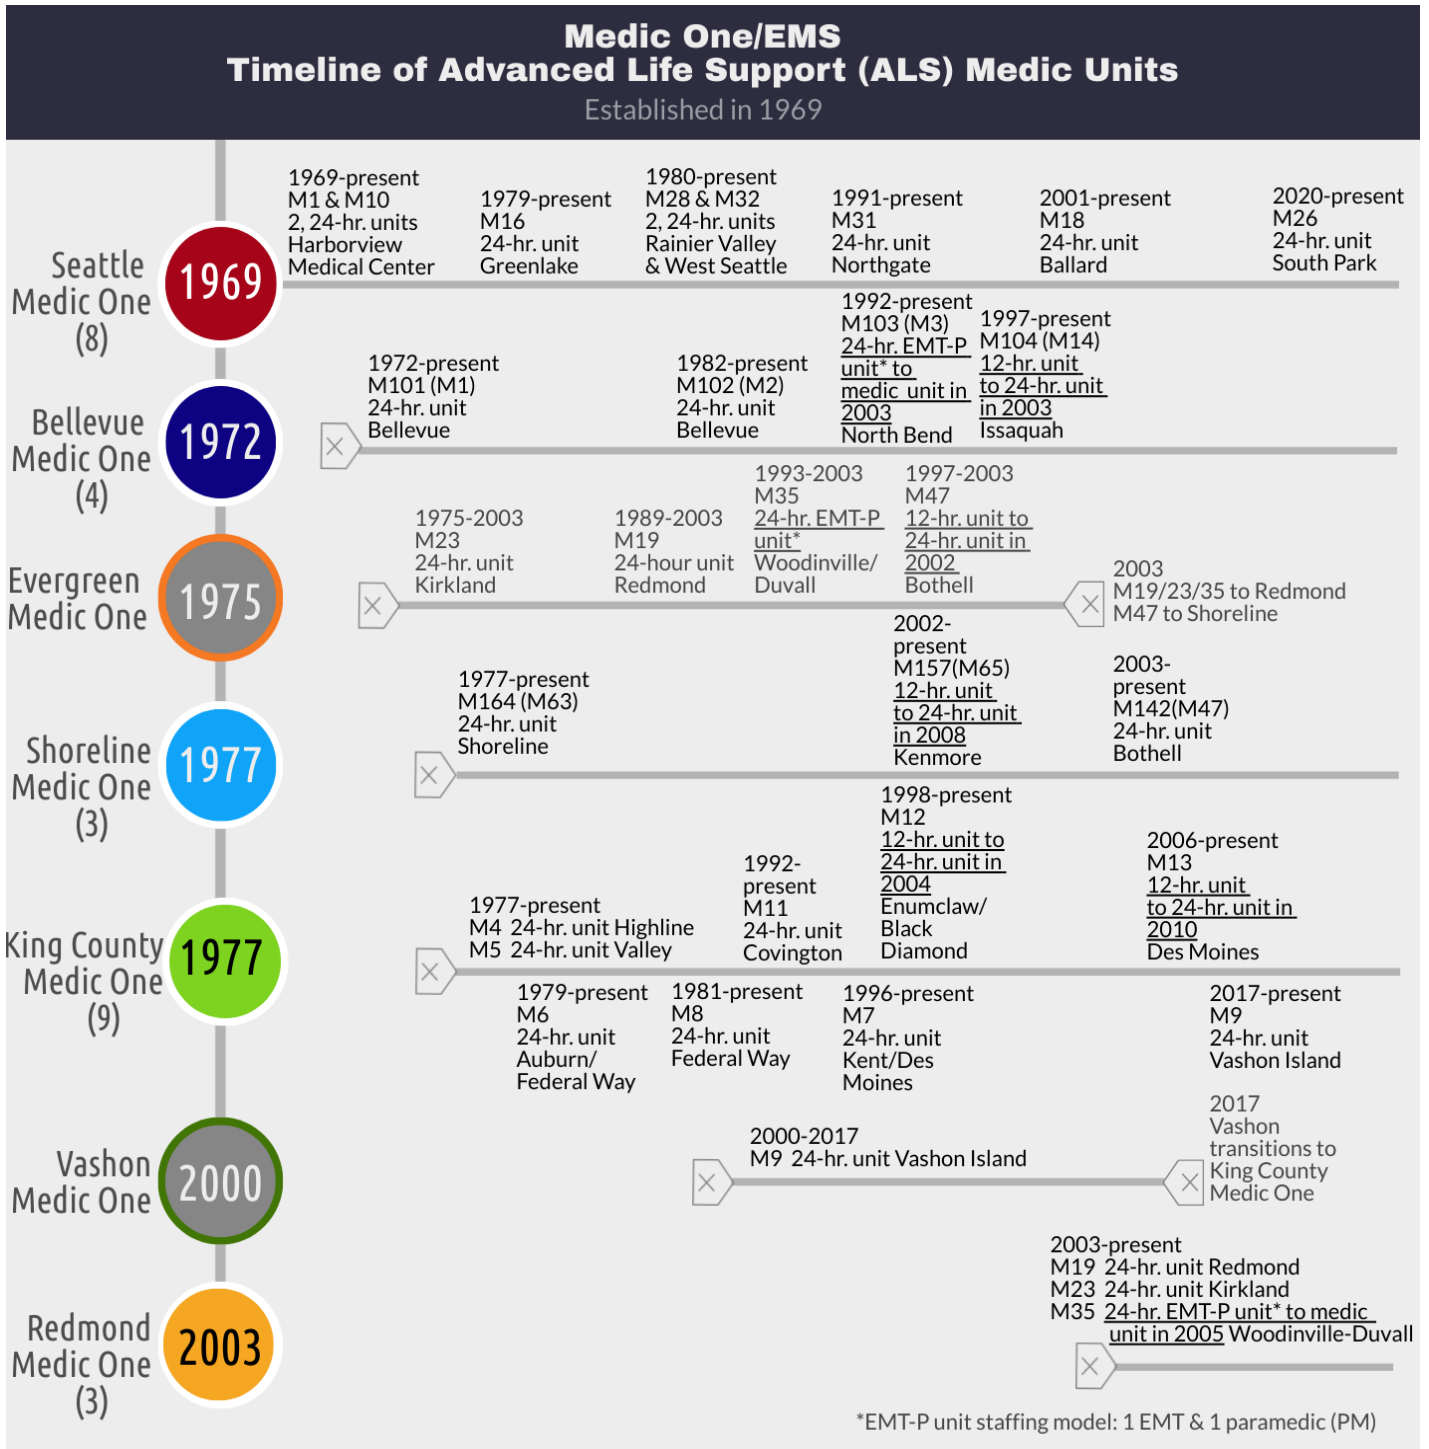 Medic One/EMS
Timeline of Advanced Life Support (ALS) Medic Units
Established in 1969
Seattle
Medic One
(8)
1969
1969-present
M1 & M10
2, 24-hr. units
Harborview
Medical Center
1979-present
M16
24-hr. unit
Greenlake
1980-present
M28 & M32
2, 24-hr. units
Rainier Valley
& West Seattle
1991-present
M31
24-hr. unit
Northgate
2001-present
M18
24-hr. unit
Ballard
2020-present
M26
24-hr. unit
South Park
Bellevue
Medic One
(4)
1972
1972-present
M101 (M1)
24-hr. unit
Bellevue
1982-present
M102 (M2)
24-hr. unit
Bellevue
1992-present
M103 (M3)
24-hr. EMT-P
unit* to
medic unit in
2003
North Bend
1997-present
M104 (M14)
12-hr. unit
to 24-hr. unit
in 2003
Issaquah
Evergreen
Medic One
1975
1975-2003
M23
24-hr. unit
Kirkland
1989-2003
M19
24-hour unit
Redmond
1993-2003
M35
24-hr. EMT-P
unit*
Woodinville/
Duvall
1997-2003
M47
12-hr. unit to
24-hr. unit in
2002
Bothell
2003
M19/23/35 to Redmond
M47 to Shoreline
Shoreline
Medic One
(3)
1977
1977-present
M164 (M63)
24-hr. unit
Shoreline
2002-
present
M157(M65)
12-hr. unit
to 24-hr. unit
in 2008
Kenmore
2003-
present
M142(M47)
24-hr. unit
Bothell
King County
Medic One
(9)
1977
1977-present
M4 24-hr. unit Highline
M5 24-hr. unit Valley
1992-
present
M11
24-hr. unit
Covington
1998-present
M12
12-hr. unit to
24-hr. unit in
2004
Enumclaw/
Black
Diamond
2006-present
M13
12-hr. unit
to 24-hr. unit in
2010
Des Moines
1979-present
M6
24-hr. unit
Auburn/
Federal Way
1981-present
M8
24-hr. unit
Federal Way
1996-present
M7
24-hr. unit
Kent/Des
Moines
2017-present
M9
24-hr. unit
Vashon Island
Vashon
Medic One
2000
2000-2017
M9 24-hr. unit Vashon Island
2017
Vashon
transitions to
King County
Medic One
Redmond
Medic One
(3)
2003
2003-present
M19 24-hr. unit Redmond
M23 24-hr. unit Kirkland
M35 24-hr. EMT-P unit* to medic
unit in 2005 Woodinville-Duvall
*EMT-P unit staffing model: 1 EMT & 1 paramedic (PM)